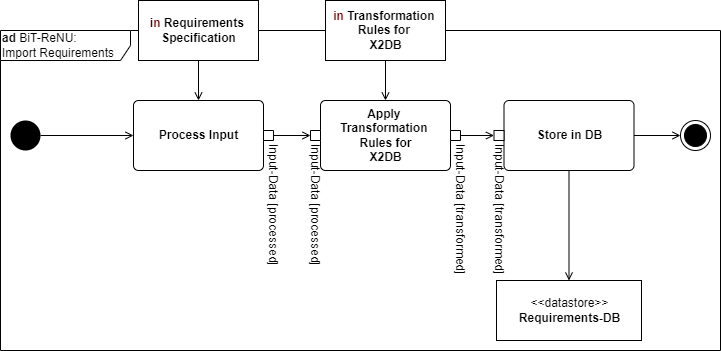 ad BiT-ReNU:
Import Requirements
in Requirements
Specification
in Transformation
Rules for
X2DB
Process Input
Apply
Transformation
Rules for
X2DB
Store in DB
Input-Data [processed]
Input-Data [processed]
Input-Data [transformed]
Input-Data [transformed]
<<datastore>>
Requirements-DB